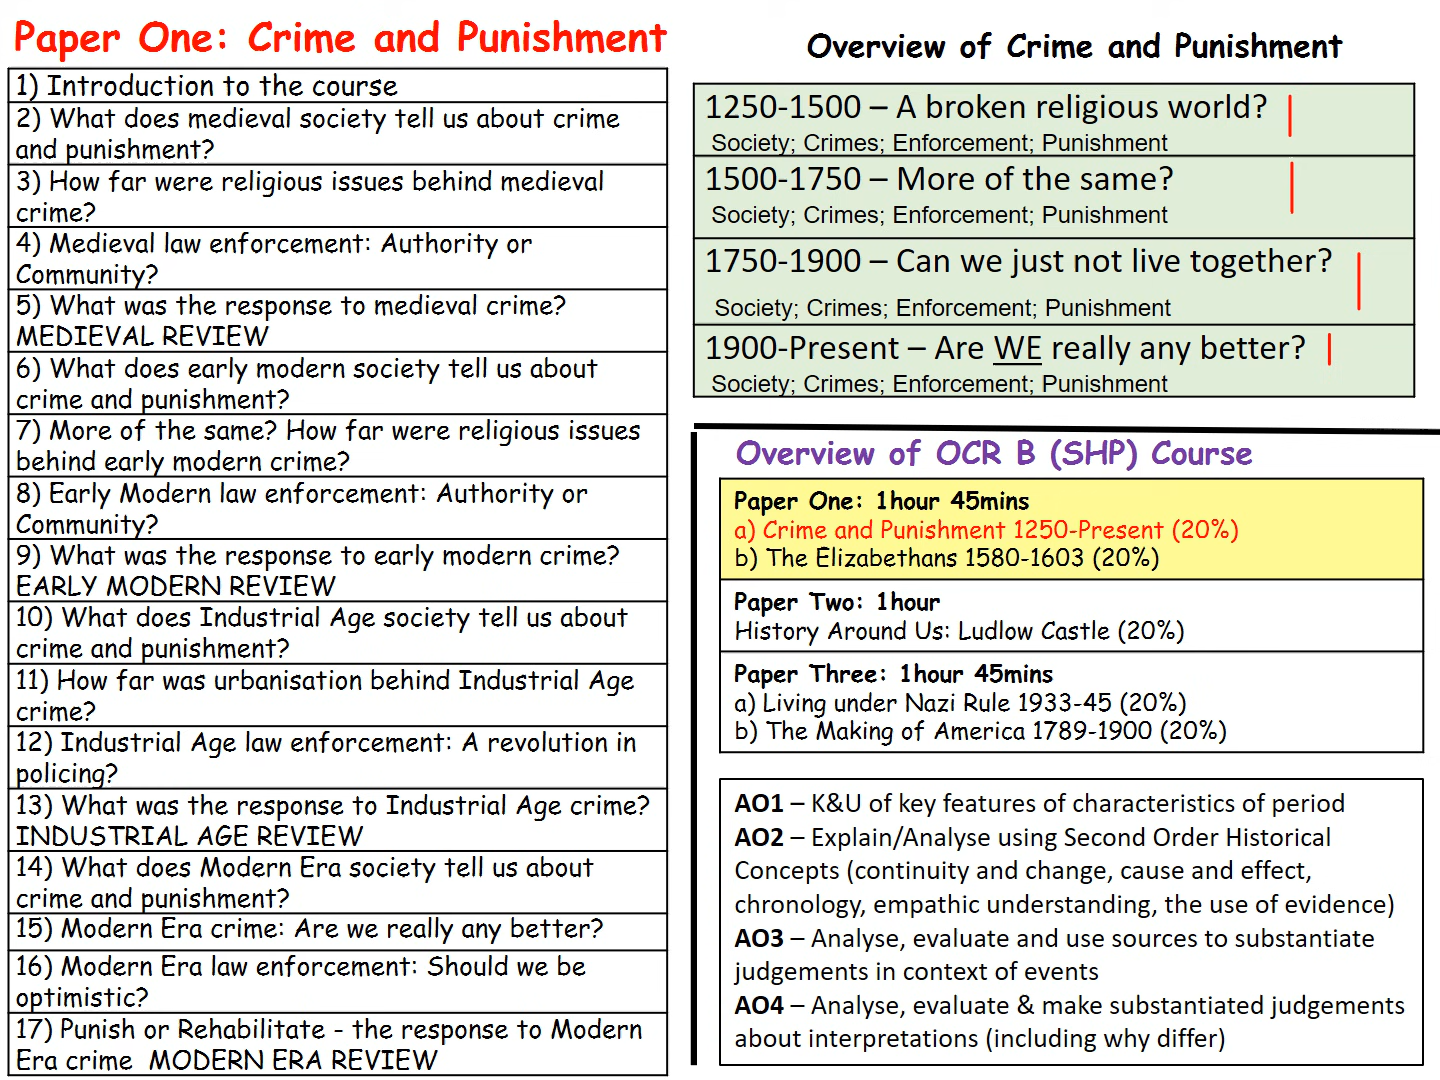 Paper One: Crime and Punishment
1) Introduction to the course
2) What does medieval society tell us about crime
and punishment?
3) How far were religious issues behind medieval
crime?
4) Medieval law enforcement: Authority or
Community?
5) What was the response to medieval crime?
MEDIEVAL REVIEW
6) What does early modern society tell us about
crime and punishment?
7) More of the same? How far were religious issues
behind early modern crime?
8) Early Modern law enforcement: Authority or
Community?
9) What was the response to early modern crime?
EARLY MODERN REVIEW
10) What does Industrial Age society tell us about
crime and punishment?
11) How far was urbanisation behind Industrial Age
crime?
12) Industrial Age law enforcement: A revolution in
policing?
13) What was the response to Industrial Age crime?
INDUSTRIAL AGE REVIEW
14) What does Modern Era society tell us about
crime and punishment?
15) Modern Era crime: Are we really any better?
16) Modern Era law enforcement: Should we be
optimistic?
17) Punish or Rehabilitate - the response to Modern
Era crime MODERN ERA REVIEW
Overview of Crime and Punishment
1250-1500 – A broken religious world?
Society; Crimes; Enforcement; Punishment
1500-1750 – More of the same?
Society; Crimes; Enforcement; Punishment
1750-1900 – Can we just not live together?
Society; Crimes; Enforcement; Punishment
1900-Present – Are WE really any better?
Society; Crimes; Enforcement; Punishment
Overview of OCR B (SHP) Course
Paper One: 1hour 45mins
a) Crime and Punishment 1250-Present (20%)
b) The Elizabethans 1580-1603 (20%)
Paper Two: 1hour
History Around Us: Ludlow Castle (20%)
Paper Three: 1hour 45mins
a) Living under Nazi Rule 1933-45 (20%)
b) The Making of America 1789-1900 (20%)
AO1 – K&U of key features of characteristics of period
AO2 – Explain/Analyse using Second Order Historical
Concepts (continuity and change, cause and effect,
chronology, empathic understanding, the use of evidence)
AO3 – Analyse, evaluate and use sources to substantiate
judgements in context of events
AO4 – Analyse, evaluate & make substantiated judgements
about interpretations (including why differ)